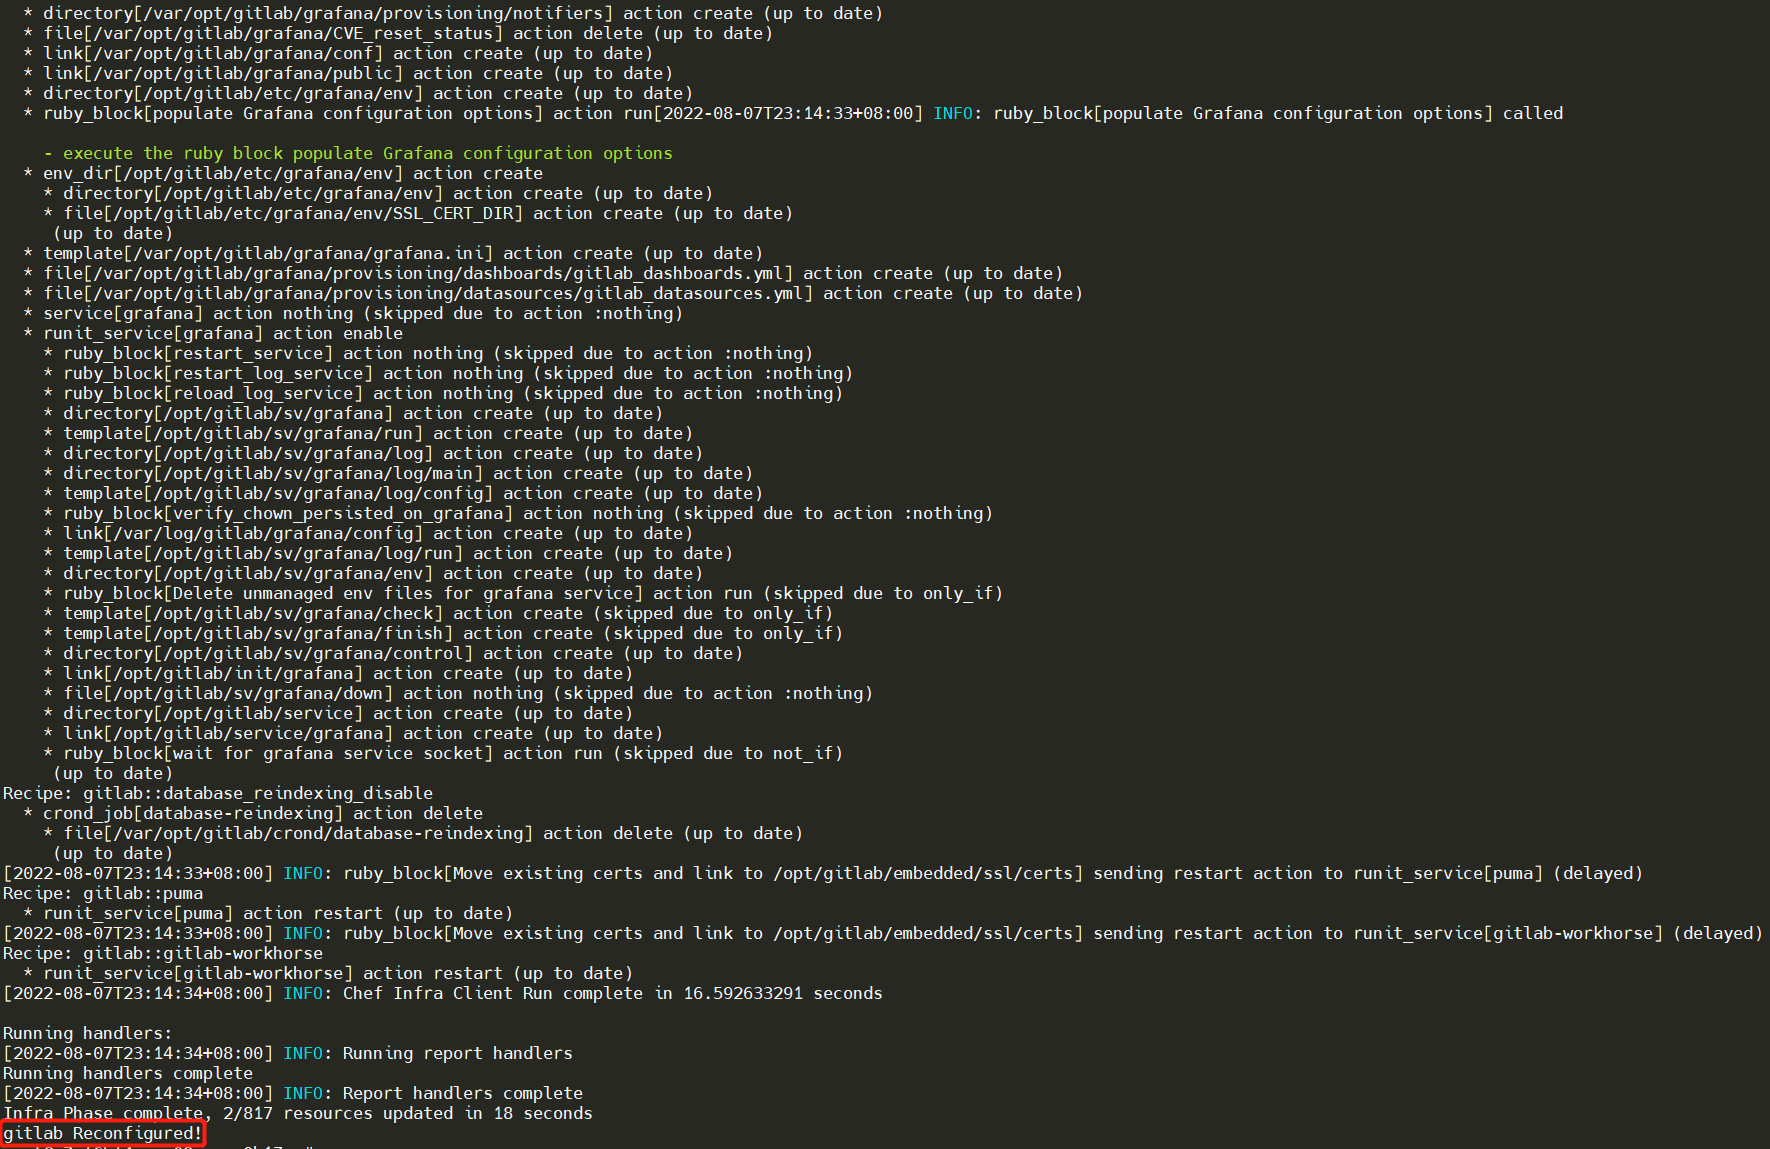 * directory[/var/opt/gitlab/grafana/provisioning/notifiers] action create (up to date)
* file[/var/opt/gitlab/grafana/CVE_reset_status] action delete (up to date)
* link[/var/opt/gitlab/grafana/conf] action create (up to date)
* link[/var/opt/gitlab/grafana/public] action create (up to date)
* directory[/opt/gitlab/etc/grafana/env] action create (up to date)
* ruby_block[populate Grafana configuration options] action run[2022-08-07T23:14:33+08:00] INFO: ruby_block[populate Grafana configuration options] called
- execute the ruby block populate Grafana configuration options
* env_dir[/opt/gitlab/etc/grafana/env] action create
* directory[/opt/gitlab/etc/grafana/env] action create (up to date)
* file[/opt/gitlab/etc/grafana/env/SSL_CERT_DIR] action create (up to date)
(up to date)
* template[/var/opt/gitlab/grafana/grafana.ini] action create (up to date)
* file[/var/opt/gitlab/grafana/provisioning/dashboards/gitlab_dashboards.yml] action create (up to date)
* file[/var/opt/gitlab/grafana/provisioning/datasources/gitlab_datasources.yml] action create (up to date)
* service[grafana] action nothing (skipped due to action :nothing)
* runit_service[grafana] action enable
* ruby_block[restart_service] action nothing (skipped due to action :nothing)
* ruby_block[restart_log_service] action nothing (skipped due to action :nothing)
* ruby_block[reload_log_service] action nothing (skipped due to action :nothing)
* directory[/opt/gitlab/sv/grafana] action create (up to date)
* template[/opt/gitlab/sv/grafana/run] action create (up to date)
* directory[/opt/gitlab/sv/grafana/log] action create (up to date)
* directory[/opt/gitlab/sv/grafana/log/main] action create (up to date)
* template[/opt/gitlab/sv/grafana/log/config] action create (up to date)
* ruby_block[verify_chown_persisted_on_grafana] action nothing (skipped due to action :nothing)
* link[/var/log/gitlab/grafana/config] action create (up to date)
* template[/opt/gitlab/sv/grafana/log/run] action create (up to date)
* directory[/opt/gitlab/sv/grafana/env] action create (up to date)
* ruby_block[Delete unmanaged env files for grafana service] action run (skipped due to only_if)
* template[/opt/gitlab/sv/grafana/check] action create (skipped due to only_if)
* template[/opt/gitlab/sv/grafana/finish] action create (skipped due to only_if)
* directory[/opt/gitlab/sv/grafana/control] action create (up to date)
* link[/opt/gitlab/init/grafana] action create (up to date)
* file[/opt/gitlab/sv/grafana/down] action nothing (skipped due to action :nothing)
* directory[/opt/gitlab/service] action create (up to date)
* link[/opt/gitlab/service/grafana] action create (up to date)
* ruby_block[wait for grafana service socket] action run (skipped due to not_if)
(up to date)
Recipe: gitlab::database_reindexing_disable
* crond_job[database-reindexing] action delete
* file[/var/opt/gitlab/crond/database-reindexing] action delete (up to date)
(up to date)
[2022-08-07T23:14:33+08:00] INFO: ruby_block[Move existing certs and link to /opt/gitlab/embedded/ssl/certs] sending restart action to runit_service[puma] (delayed)
Recipe: gitlab::puma
* runit_service[puma] action restart (up to date)
[2022-08-07T23:14:33+08:00] INFO: ruby_block[Move existing certs and link to /opt/gitlab/embedded/ssl/certs] sending restart action to runit_service[gitlab-workhorse] (delayed)
Recipe: gitlab::gitlab-workhorse
* runit_service[gitlab-workhorse] action restart (up to date)
[2022-08-07T23:14:34+08:00] INFO: Chef Infra Client Run complete in 16.592633291 seconds
Running handlers:
[2022-08-07T23:14:34+08:00] INFO: Running report handlers
Running handlers complete
[2022-08-07T23:14:34+08:00] INFO: Report handlers complete
Infra Phase complete, 2/817 resources updated in 18 seconds
gitlab Reconfigured!